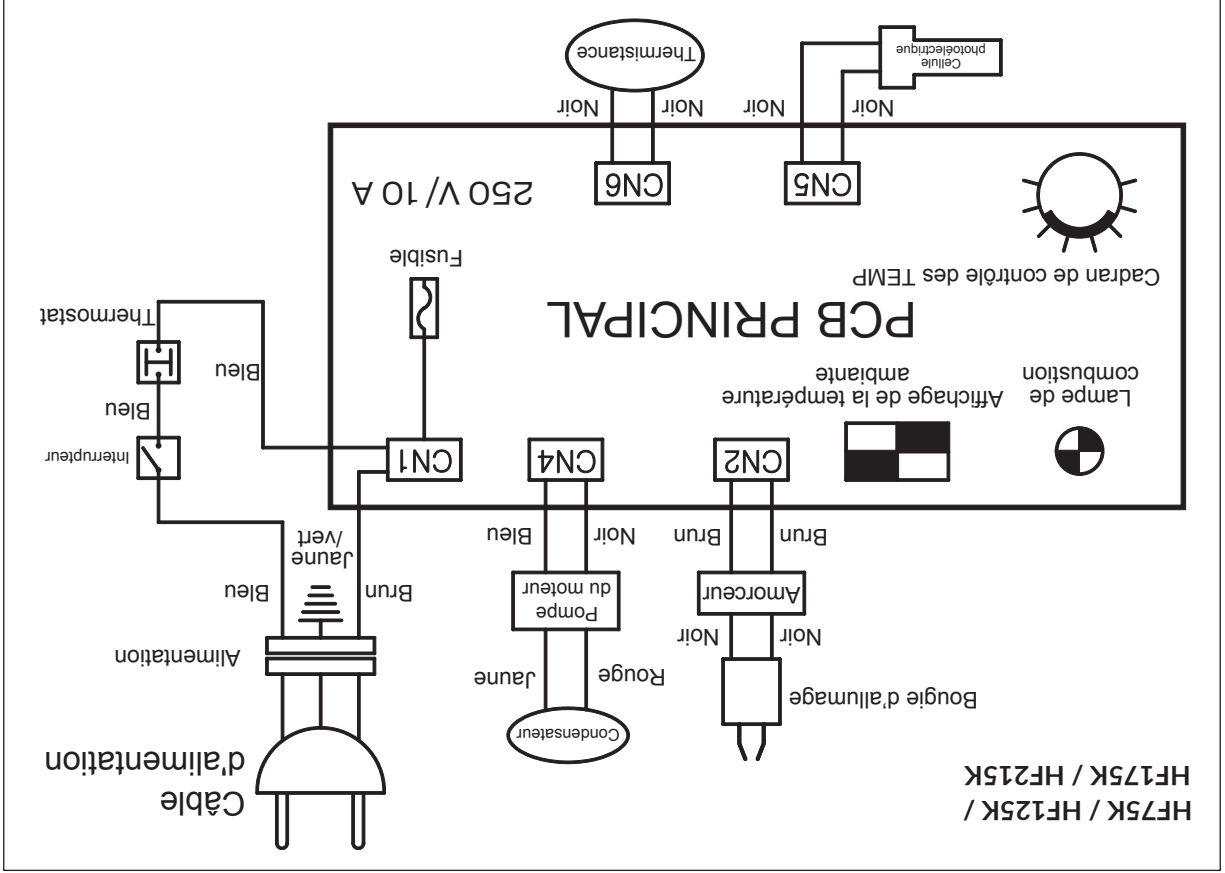 HF75K / HF125K /
HF175K / HF215K
Câble
d'alimentation
Bougie d'allumage
Condensateur
Noir
Noir
Rouge
Jaune
Alimentation
Amorceur
Pompe
du moteur
Brun
Jaune
/vert
Bleu
Brun
Brun
Noir
Bleu
CN2
CN4
CN1
Interrupteur
Lampe de
combustion
Affichage de la température
ambiante
Bleu
Bleu
PCB PRINCIPAL
Thermostat
Cadran de contrôle des TEMP
Fusible
CN5
CN6
250 V/10 A
Noir
Noir
Noir
Noir
Cellule
photoélectrique
Thermistance